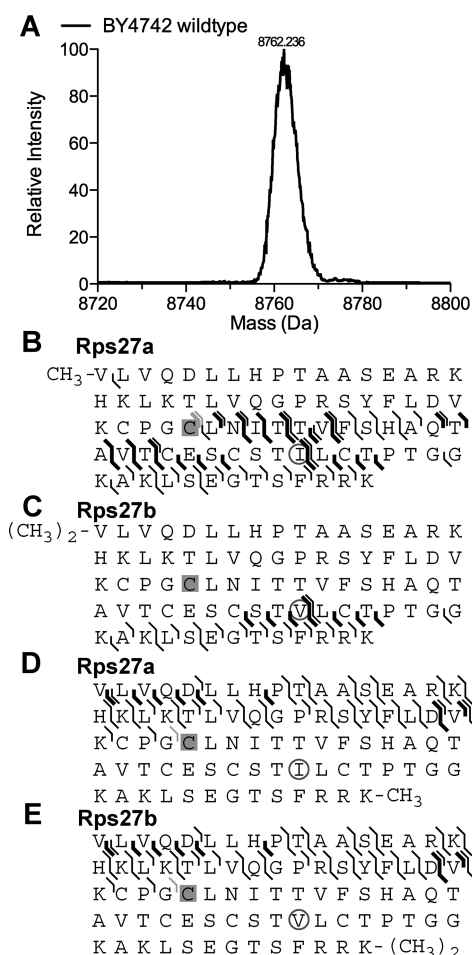 A — BY4742 wildtype
8762.236
100
80
60
40
20
0
Relative Intensity
8720 8740 8760 8780 8800
Mass (Da)
B Rps27a
CH3-V L V Q D L L H P T A A S E A R K
H K L K T L V Q G P R S Y F L D V
K C P G C L N I T T V F S H A Q T
A V T C E S C S T I L C T P T G G
K A K L S E G T S F R R K
C Rps27b
(CH3)2-V L V Q D L L H P T A A S E A R K
H K L K T L V Q G P R S Y F L D V
K C P G C L N I T T V F S H A Q T
A V T C E S C S T V L C T P T G G
K A K L S E G T S F R R K
D Rps27a
V L V Q D L L H P T A A S E A R K
H K L K T L V Q G P R S Y F L D V
K C P G C L N I T T V F S H A Q T
A V T C E S C S T I L C T P T G G
K A K L S E G T S F R R K-CH3
E Rps27b
V L V Q D L L H P T A A S E A R K
H K L K T L V Q G P R S Y F L D V
K C P G C L N I T T V F S H A Q T
A V T C E S C S T V L C T P T G G
K A K L S E G T S F R R K-(CH3)2